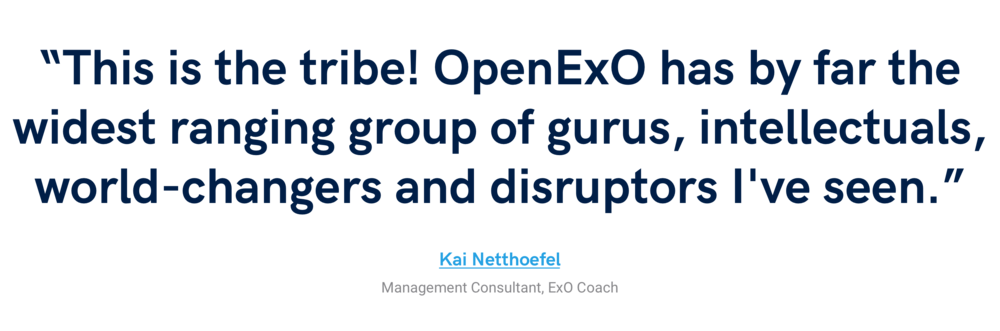 “This is the tribe! OpenExO has by far the
widest ranging group of gurus, intellectuals,
world-changers and disruptors I've seen.”
Kai Netthoefel
Management Consultant, ExO Coach